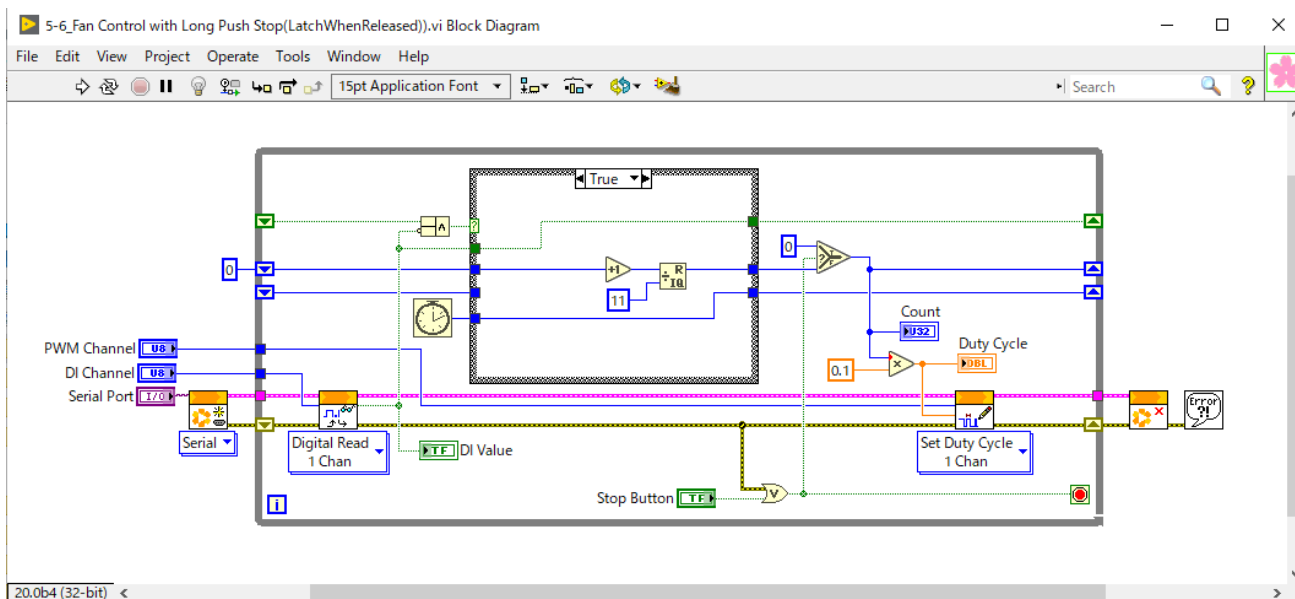 5-6_Fan Control with Long Push Stop(LatchWhenReleased)).vi Block Diagram
File Edit View Project Operate Tools Window Help
15pt Application Font
Search
True
0
0
+1
R
IQ
11
Count
U32
PWM Channel U8
Duty Cycle
DBL
0.1
DI Channel U8
Serial Port I/O
Error
?!
Serial
Digital Read
1 Chan
TF DI Value
Set Duty Cycle
1 Chan
Stop Button TF
i
20.0b4 (32-bit)